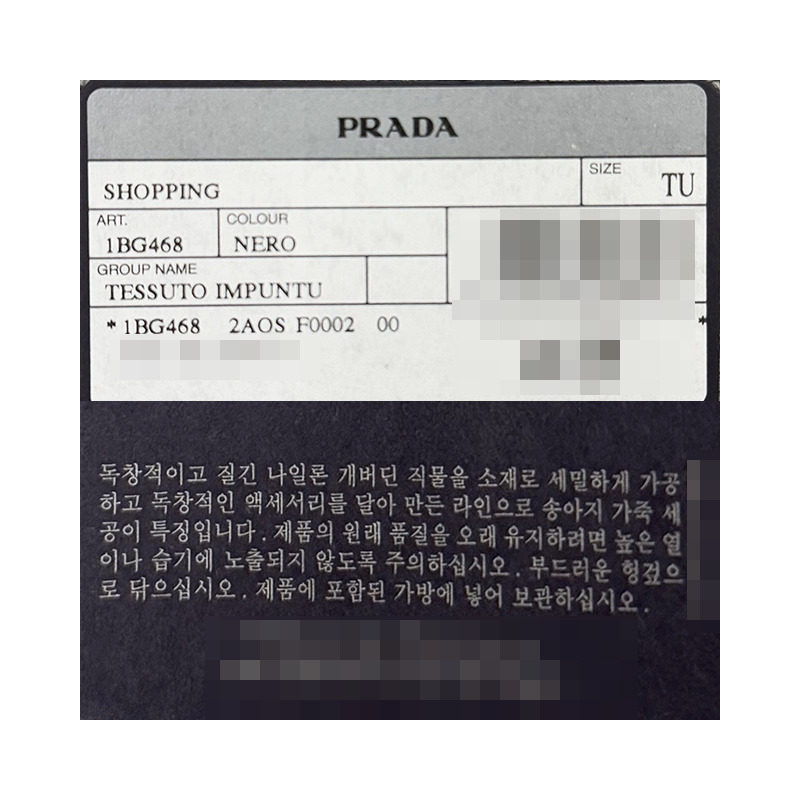 PRADA
SHOPPING
SIZE
TU
ART.
1BG468
COLOUR
NERO
GROUP NAME
TESSUTO IMPUNTU
* 1BG468 2AOS F0002 00 *
독창적이고 질긴 나일론 개버딘 직물을 소재로 세밀하게 가공
하고 독창적인 액세서리를 달아 만든 라인으로 송아지 가죽 세
공이 특징입니다. 제품의 원래 품질을 오래 유지하려면 높은 열
이나 습기에 노출되지 않도록 주의하십시오. 부드러운 헝겊으
로 닦으십시오. 제품에 포함된 가방에 넣어 보관하십시오.